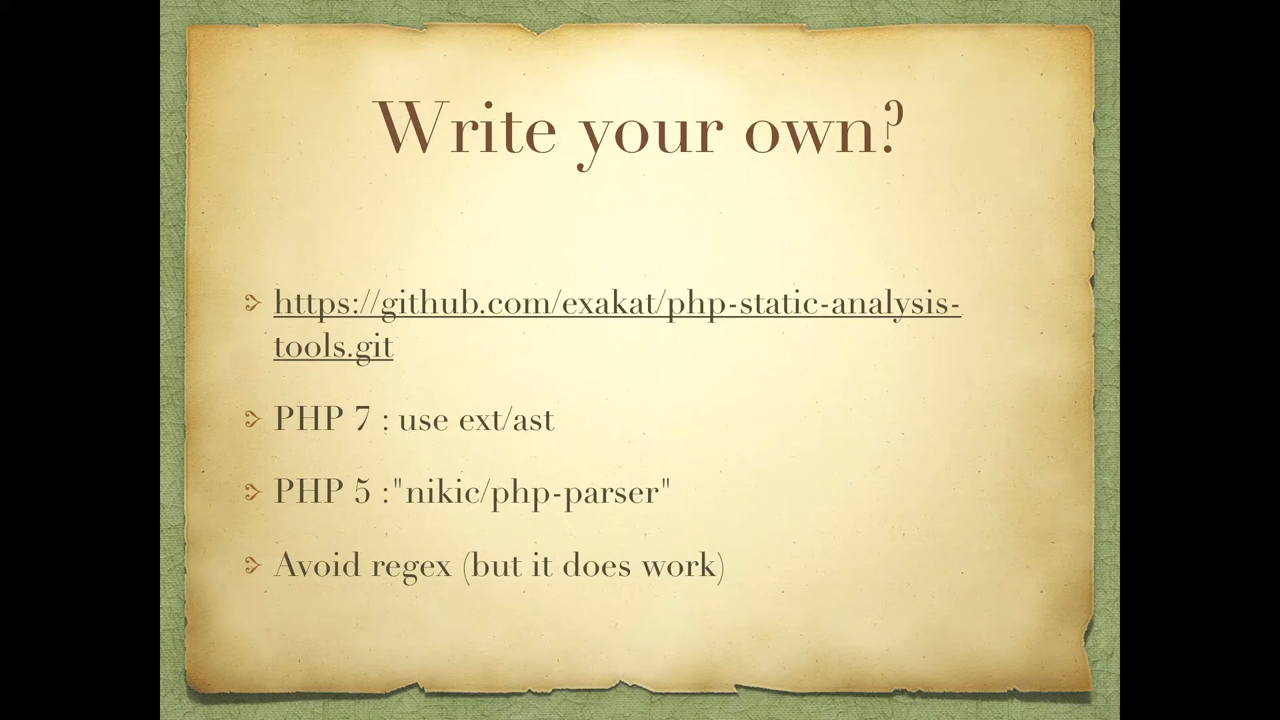 Write your own?
https://github.com/exakat/php-static-analysis-
tools.git
PHP 7 : use ext/ast
PHP 5 :"nikic/php-parser"
Avoid regex (but it does work)